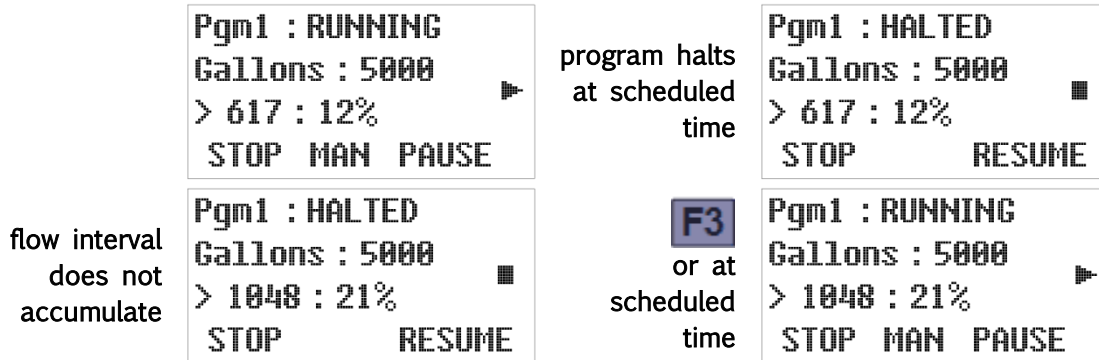 Pgm1 : RUNNING
Gallons : 5000
> 617 : 12%
STOP MAN PAUSE
program halts
at scheduled
time
Pgm1 : HALTED
Gallons : 5000
> 617 : 12%
STOP RESUME
flow interval
does not
accumulate
Pgm1 : HALTED
Gallons : 5000
> 1048 : 21%
STOP RESUME
F3
or at
scheduled
time
Pgm1 : RUNNING
Gallons : 5000
> 1048 : 21%
STOP MAN PAUSE